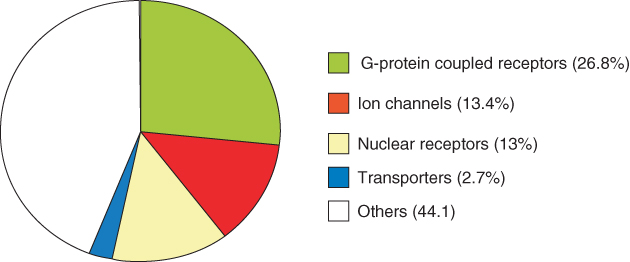 G-protein coupled receptors (26.8%)
Ion channels (13.4%)
Nuclear receptors (13%)
Transporters (2.7%)
Others (44.1)